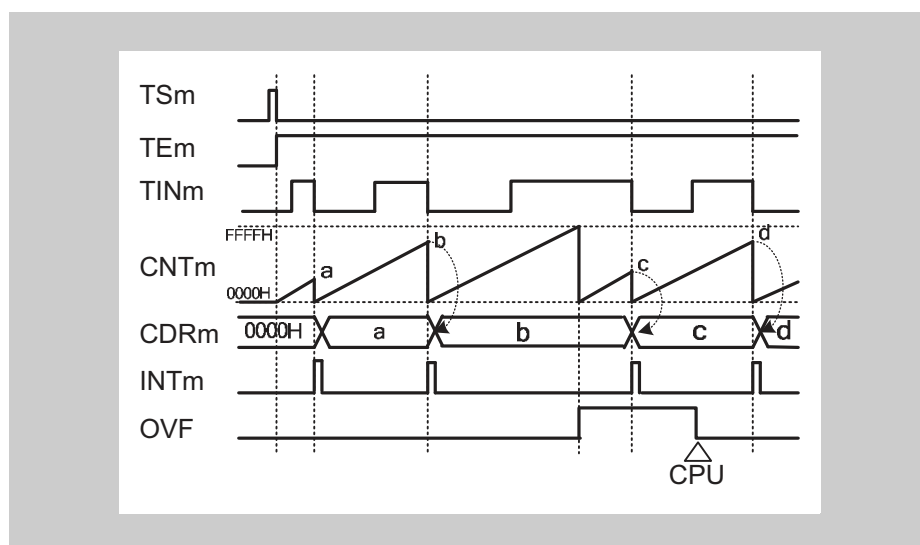 TSm
TEm
TINm
FFFFH
CNTm
a
b
c
d
0000H
CDRm
0000H
a
b
c
d
INTm
OVF
CPU